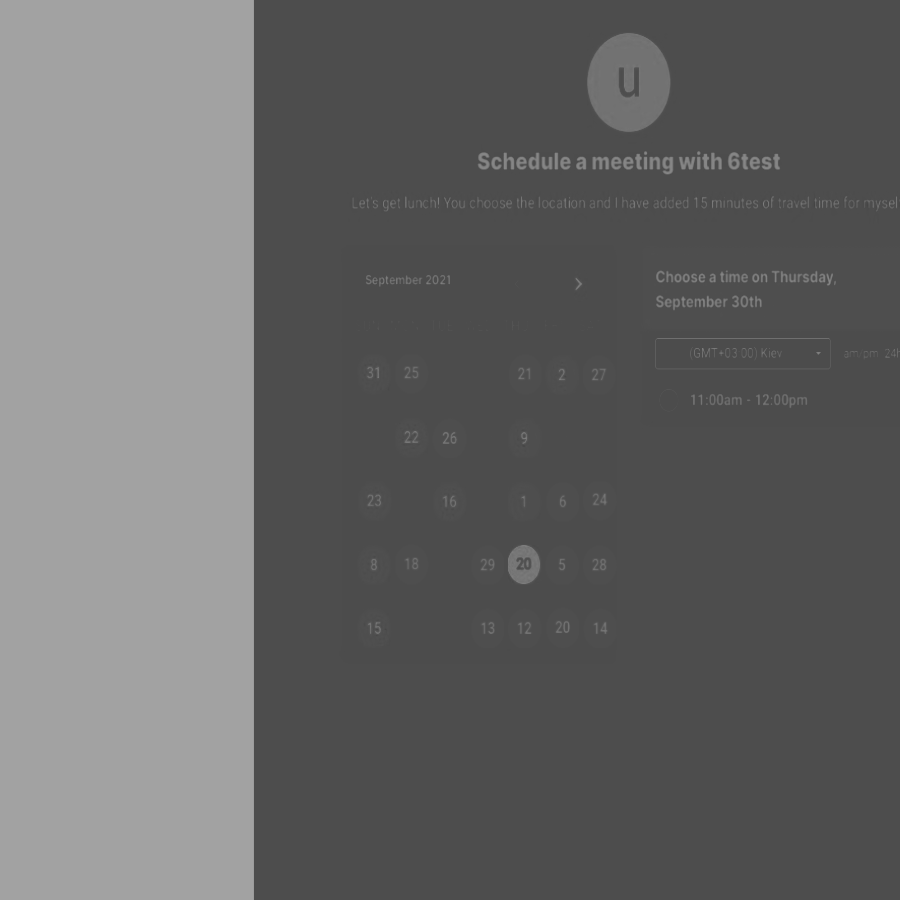 u
Schedule a meeting with 6test
Let's get lunch! You choose the location and I have added 15 minutes of travel time for mysel
September 2021
Choose a time on Thursday,
September 30th
(GMT+03:00) Kiev
am/pm 24h
11:00am - 12:00pm
31 25 21 2 27
22 26 9
23 16 1 6 24
8 18 29 20 5 28
15 13 12 20 14